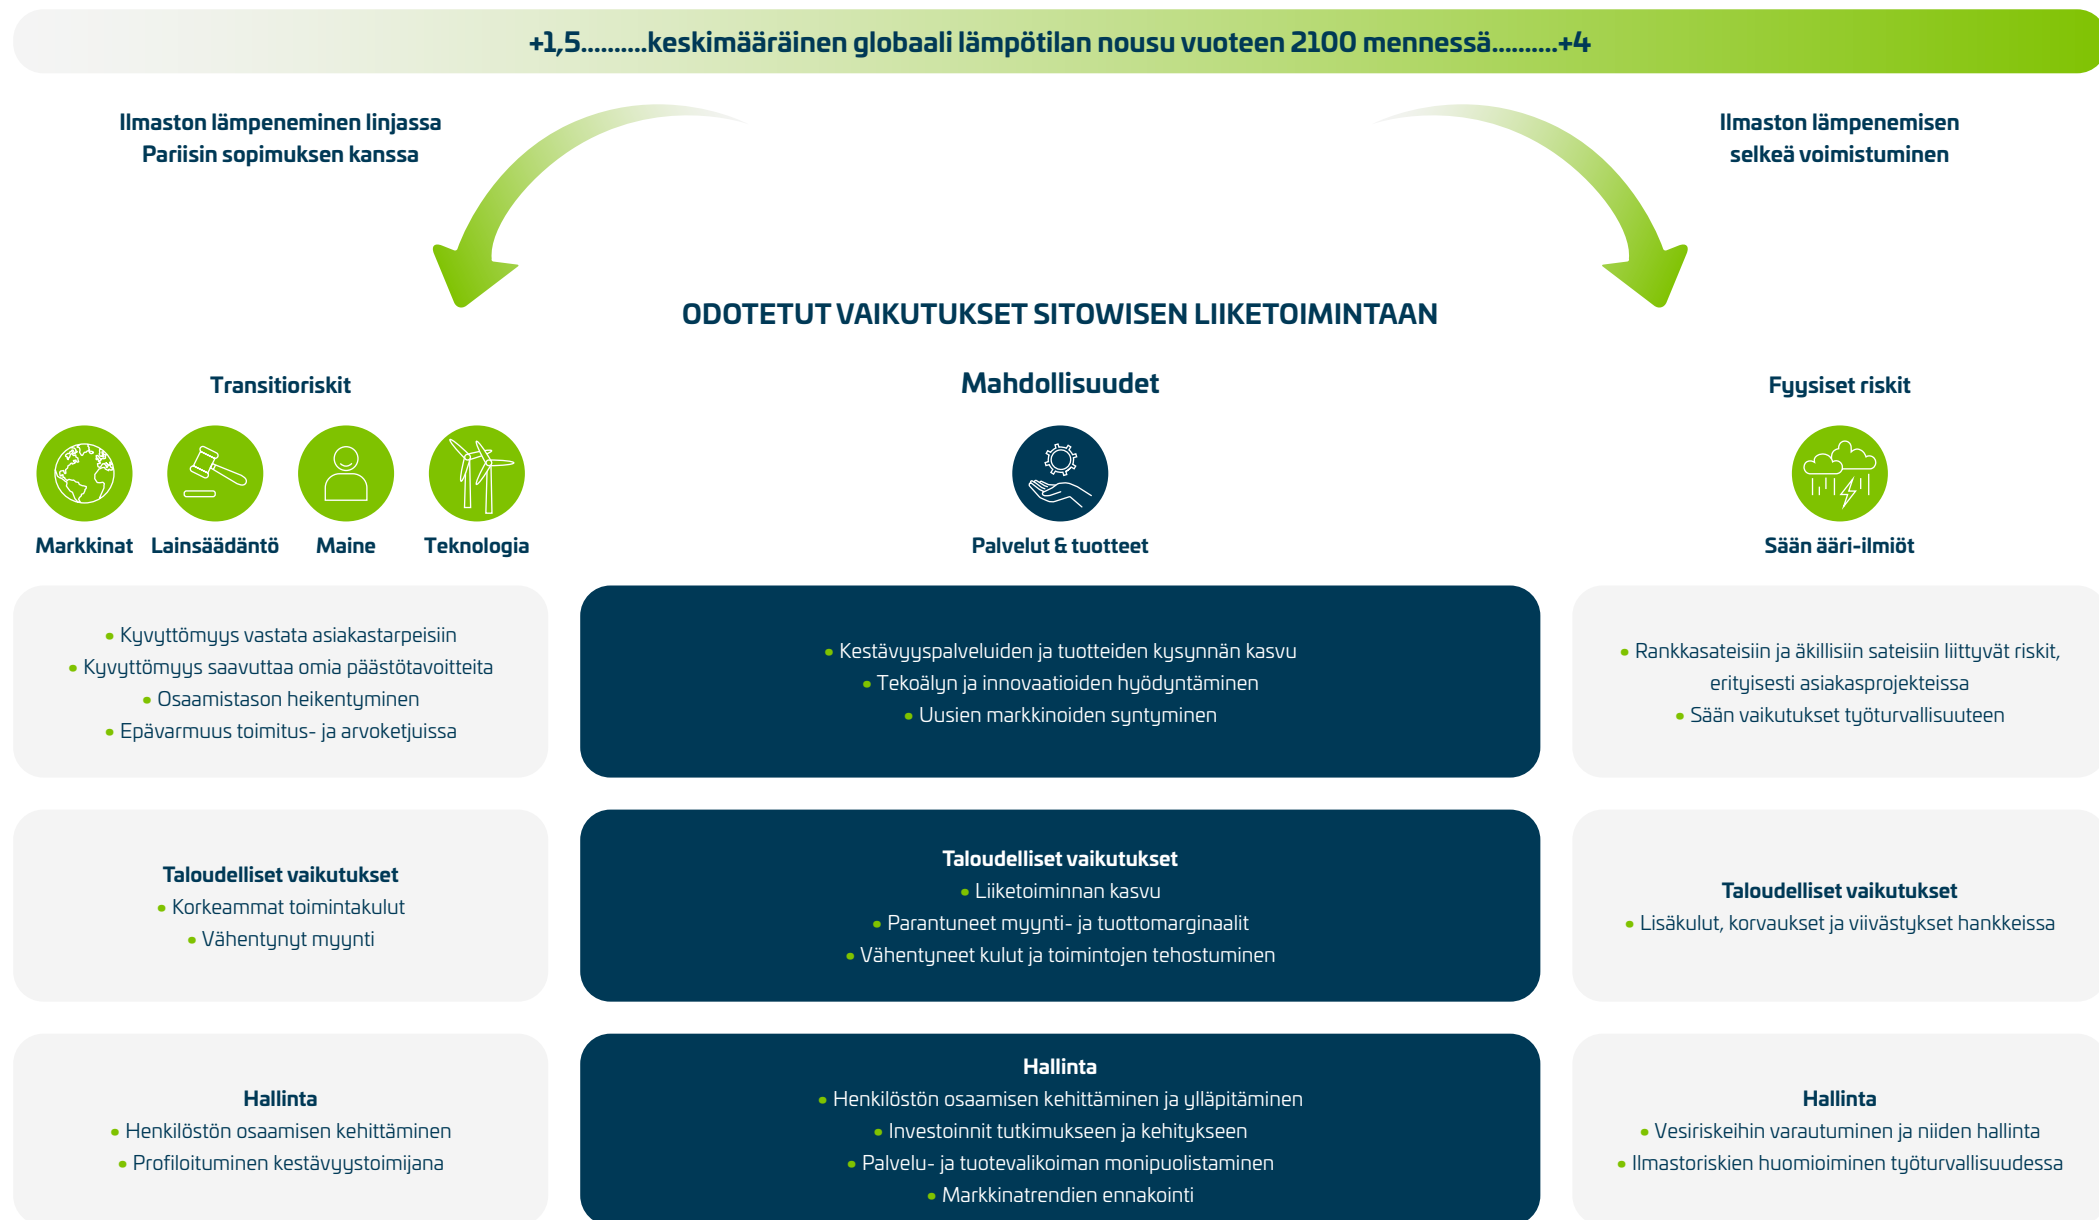 +1,5..........keskimääräinen globaali lämpötilan nousu vuoteen 2100 mennessä..........+4
Ilmaston lämpeneminen linjassa
Pariisin sopimuksen kanssa
Ilmaston lämpenemisen
selkeä voimistuminen
ODOTETUT VAIKUTUKSET SITOWISEN LIIKETOIMINTAAN
Transitioriskit
Markkinat
Lainsäädäntö
Maine
Teknologia
• Kyvyttömyys vastata asiakastarpeisiin
• Kyvyttömyys saavuttaa omia päästötavoitteita
• Osaamistason heikentyminen
• Epävarmuus toimitus- ja arvoketjuissa
Taloudelliset vaikutukset
• Korkeammat toimintakulut
• Vähentynyt myynti
Hallinta
• Henkilöstön osaamisen kehittäminen
• Profiloituminen kestävyystoimijana
Mahdollisuudet
Palvelut & tuotteet
• Kestävyyspalveluiden ja tuotteiden kysynnän kasvu
• Tekoälyn ja innovaatioiden hyödyntäminen
• Uusien markkinoiden syntyminen
Taloudelliset vaikutukset
• Liiketoiminnan kasvu
• Parantuneet myynti- ja tuottomarginaalit
• Vähentyneet kulut ja toimintojen tehostuminen
Hallinta
• Henkilöstön osaamisen kehittäminen ja ylläpitäminen
• Investoinnit tutkimukseen ja kehitykseen
• Palvelu- ja tuotevalikoiman monipuolistaminen
• Markkinatrendien ennakointi
Fyysiset riskit
Sään ääri-ilmiöt
• Rankkasateisiin ja äkillisiin sateisiin liittyvät riskit,
erityisesti asiakasprojekteissa
• Sään vaikutukset työturvallisuuteen
Taloudelliset vaikutukset
• Lisäkulut, korvaukset ja viivästykset hankkeissa
Hallinta
• Vesiriskeihin varautuminen ja niiden hallinta
• Ilmastoriskien huomioiminen työturvallisuudessa